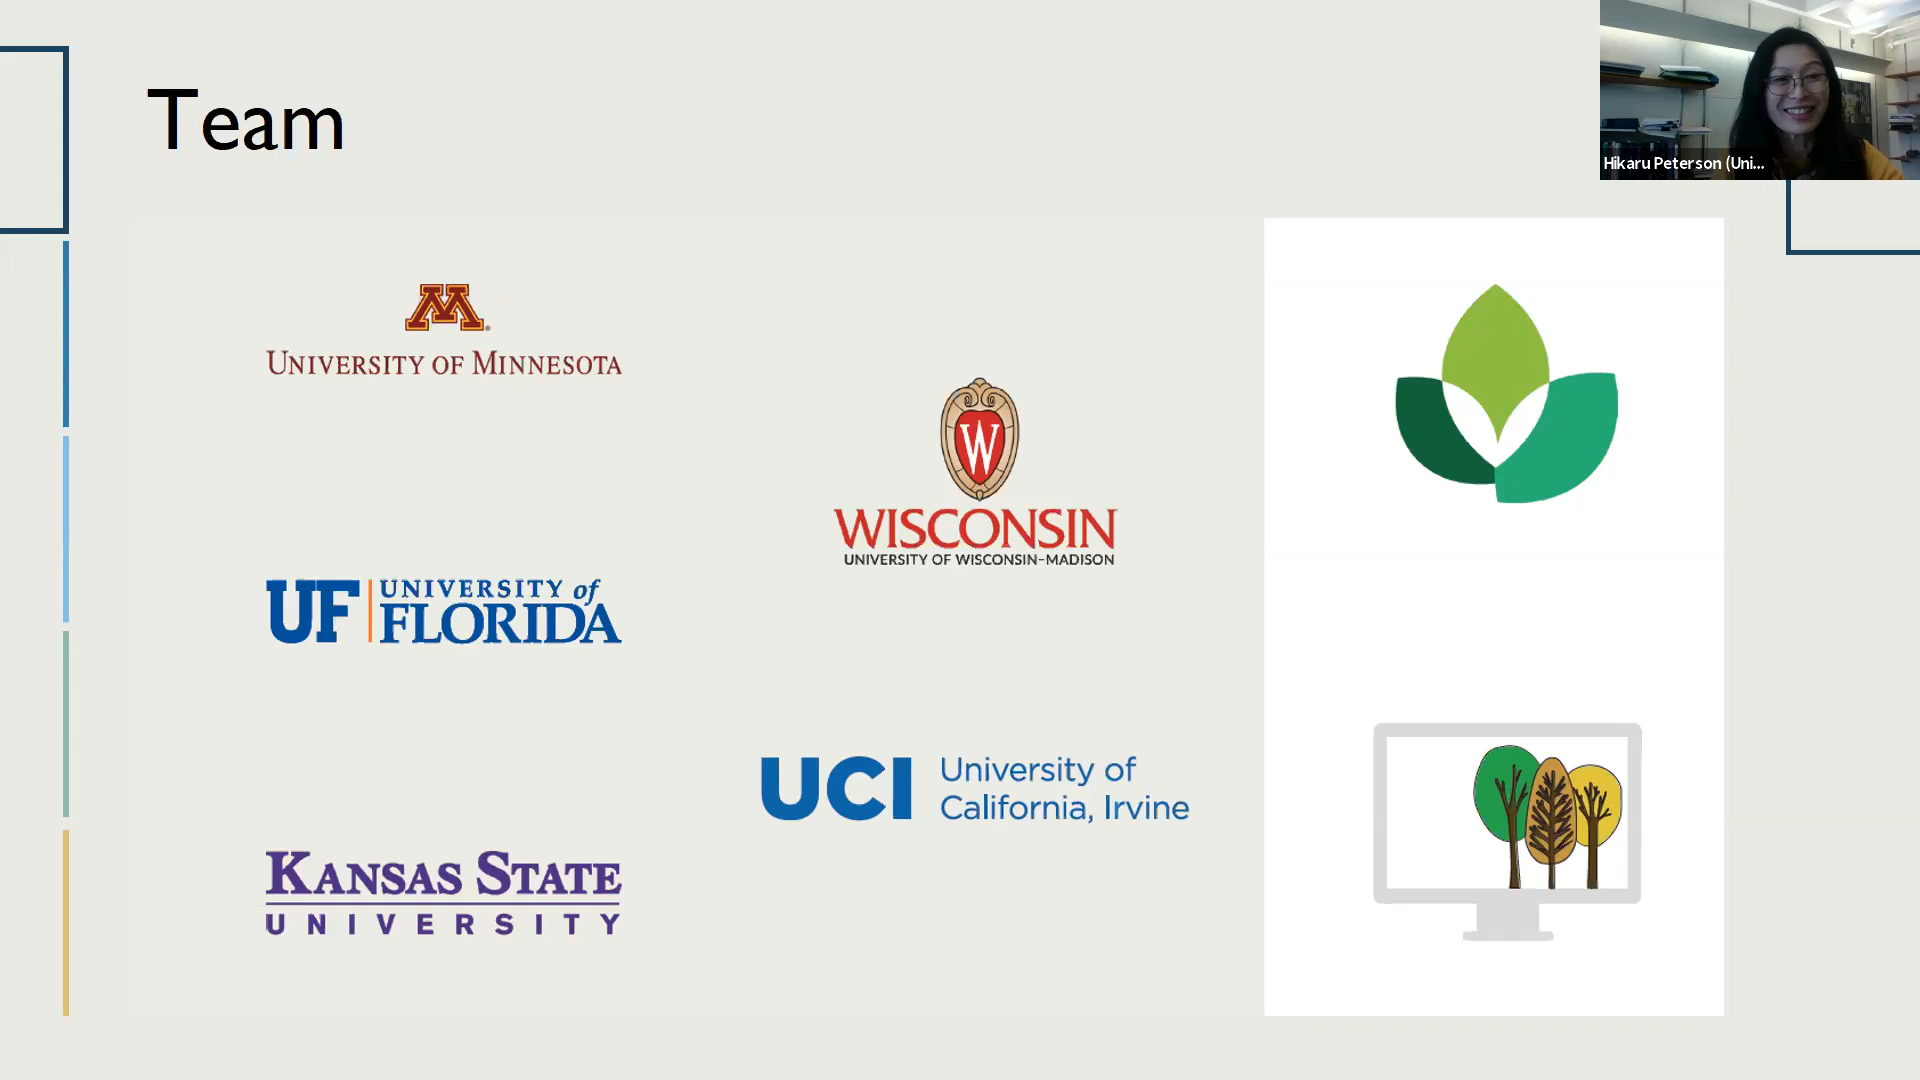 Team
Hikaru Peterson (Uni...
M
UNIVERSITY OF MINNESOTA
W
WISCONSIN
UNIVERSITY OF WISCONSIN–MADISON
UF UNIVERSITY of
FLORIDA
UCI University of
California, Irvine
KANSAS STATE
UNIVERSITY